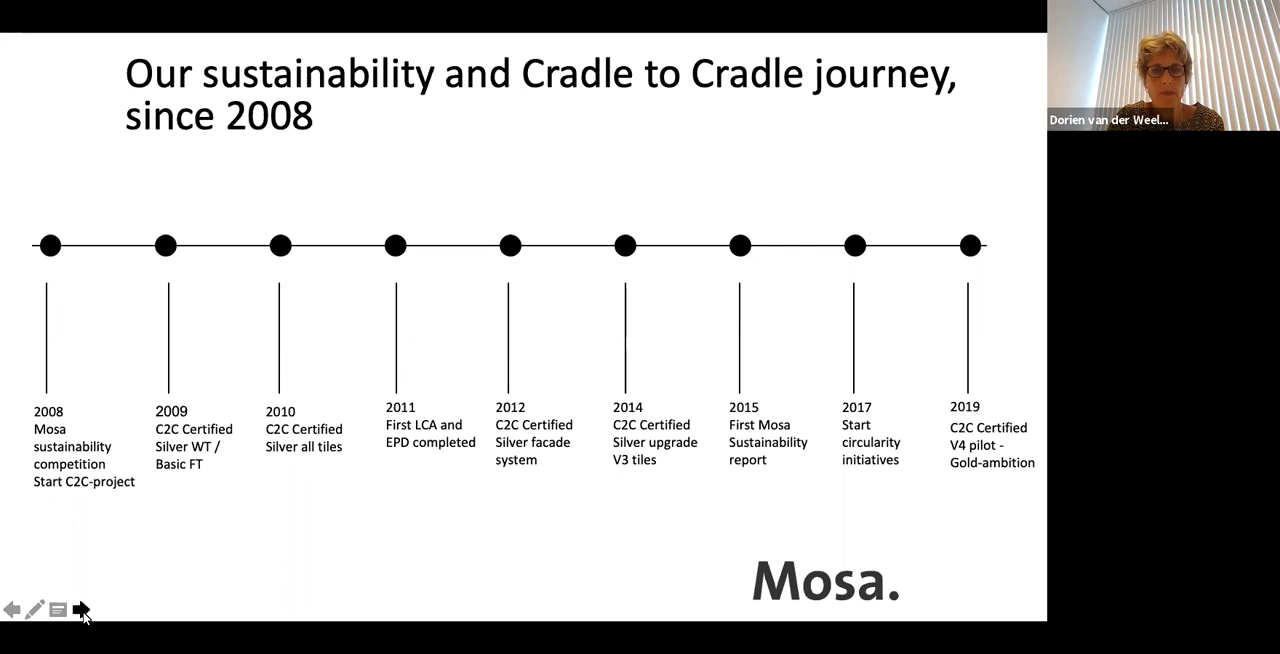 Our sustainability and Cradle to Cradle journey,
since 2008
Dorien van der Weel...
2008
Mosa
sustainability
competition
Start C2C-project
2009
C2C Certified
Silver WT /
Basic FT
2010
C2C Certified
Silver all tiles
2011
First LCA and
EPD completed
2012
C2C Certified
Silver facade
system
2014
C2C Certified
Silver upgrade
V3 tiles
2015
First Mosa
Sustainability
report
2017
Start
circularity
initiatives
2019
C2C Certified
V4 pilot -
Gold-ambition
Mosa.